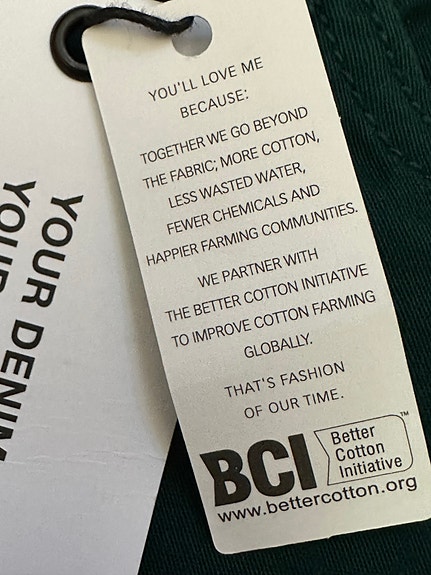 YOU'LL LOVE ME
BECAUSE:
TOGETHER WE GO BEYOND
THE FABRIC; MORE COTTON,
LESS WASTED WATER,
FEWER CHEMICALS AND
HAPPIER FARMING COMMUNITIES.
WE PARTNER WITH
THE BETTER COTTON INITIATIVE
TO IMPROVE COTTON FARMING
GLOBALLY.
THAT'S FASHION
OF OUR TIME.
BCI
Better
Cotton
Initiative
™
www.bettercotton.org
YOUR DENIM
YOUR